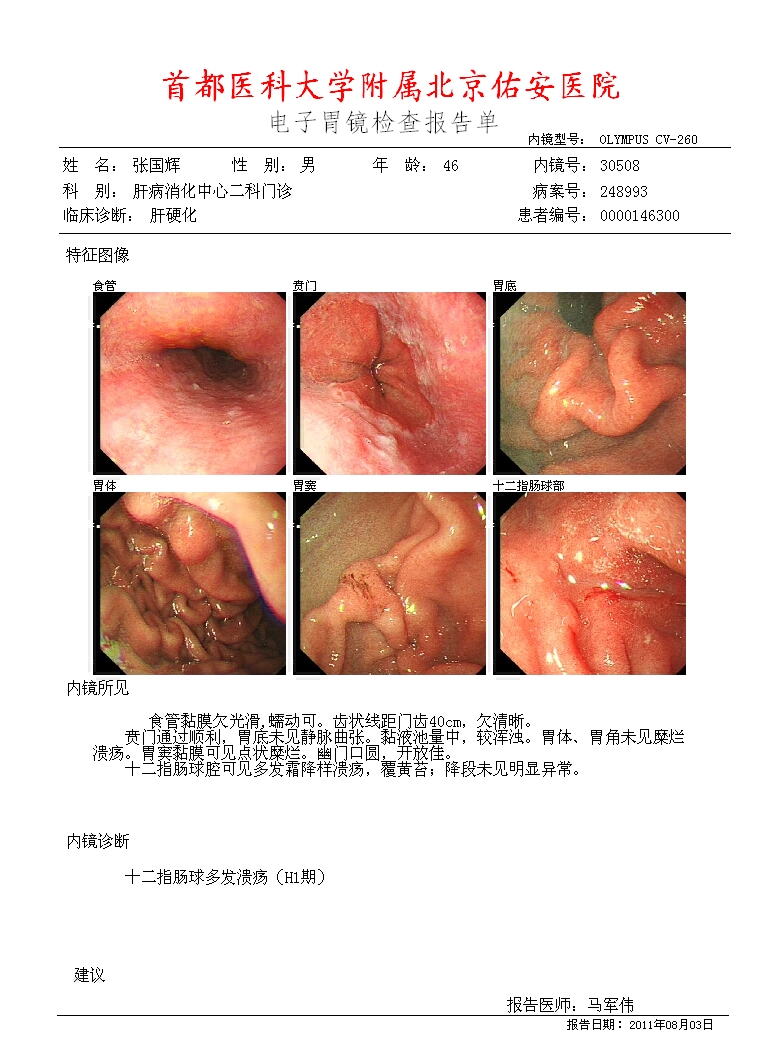 首都医科大学附属北京佑安医院
电子胃镜检查报告单
内镜型号: OLYMPUS CV-260
姓 名: 张国辉 性 别: 男 年 龄: 46 内镜号: 30508
科 别: 肝病消化中心二科门诊 病案号: 248993
临床诊断: 肝硬化 患者编号: 0000146300
特征图像
食管 贲门 胃底
胃体 胃窦 十二指肠球部
内镜所见
食管黏膜欠光滑,蠕动可。齿状线距门齿40cm, 欠清晰。
贲门通过顺利, 胃底未见静脉曲张。黏液池量中, 较浑浊。胃体、胃角未见糜烂
溃疡。胃窦黏膜可见点状糜烂。幽门口圆, 开放佳。
十二指肠球腔可见多发霜降样溃疡, 覆黄苔; 降段未见明显异常。
内镜诊断
十二指肠球多发溃疡 (H1期)
建议
报告医师: 马军伟
报告日期: 2011年08月03日